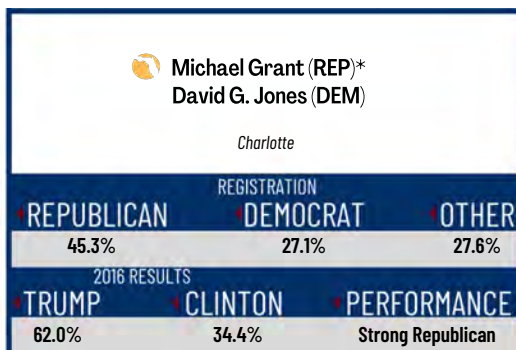 Michael Grant (REP)*
David G. Jones (DEM)
Charlotte
REGISTRATION
REPUBLICAN DEMOCRAT OTHER
45.3% 27.1% 27.6%
2016 RESULTS
TRUMP CLINTON PERFORMANCE
62.0% 34.4% Strong Republican